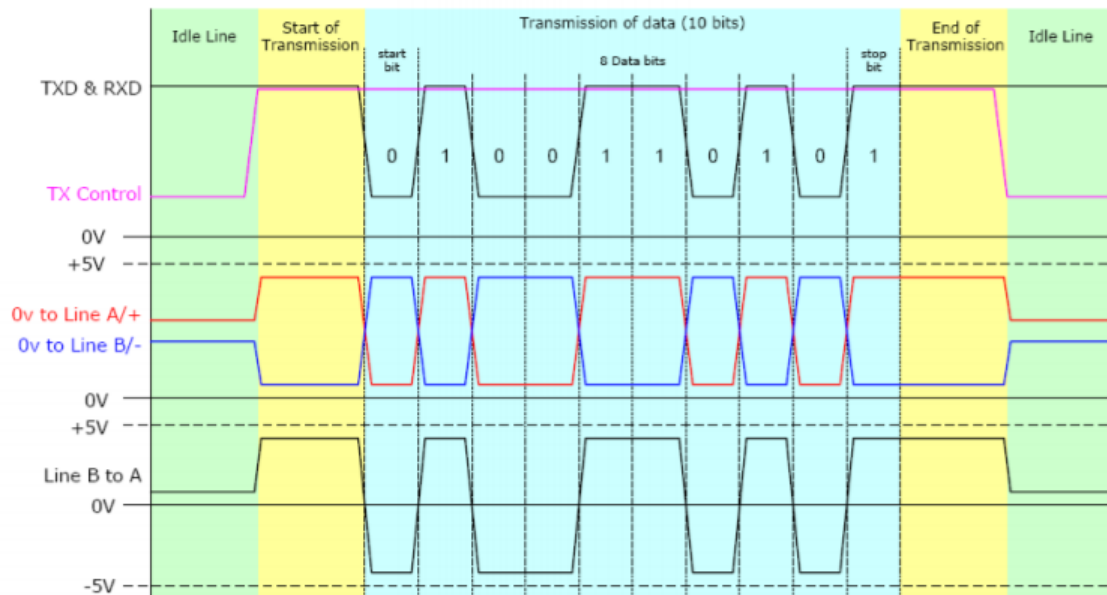 Transmission of data (10 bits)
Idle Line
Start of
Transmission
End of
Transmission
Idle Line
start
bit
8 Data bits
stop
bit
TXD & RXD
0 1 0 0 1 1 0 1 0 1
TX Control
0V
+5V
0v to Line A/+
0v to Line B/-
0V
+5V
Line B to A
0V
-5V